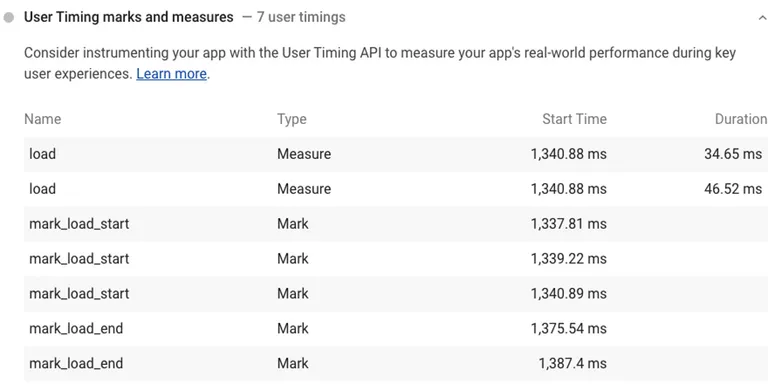 User Timing marks and measures — 7 user timings
Consider instrumenting your app with the User Timing API to measure your app's real-world performance during key
user experiences. Learn more.
Name Type Start Time Duration
load Measure 1,340.88 ms 34.65 ms
load Measure 1,340.88 ms 46.52 ms
mark_load_start Mark 1,337.81 ms
mark_load_start Mark 1,339.22 ms
mark_load_start Mark 1,340.89 ms
mark_load_end Mark 1,375.54 ms
mark_load_end Mark 1,387.4 ms